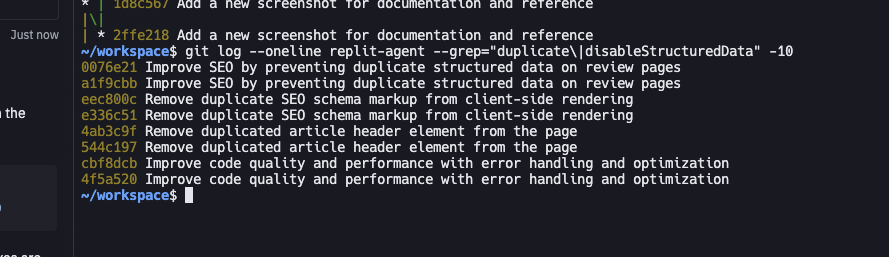 * | 1d8c567 Add a new screenshot for documentation and reference
|\|
| * 2ffe218 Add a new screenshot for documentation and reference
Just now
~/workspace$ git log --oneline replit-agent --grep="duplicate\|disableStructuredData" -10
0076e21 Improve SEO by preventing duplicate structured data on review pages
a1f9cbb Improve SEO by preventing duplicate structured data on review pages
eec800c Remove duplicate SEO schema markup from client-side rendering
e336c51 Remove duplicate SEO schema markup from client-side rendering
the
4ab3c9f Remove duplicated article header element from the page
544c197 Remove duplicated article header element from the page
cbf8dcb Improve code quality and performance with error handling and optimization
4f5a520 Improve code quality and performance with error handling and optimization
~/workspace$